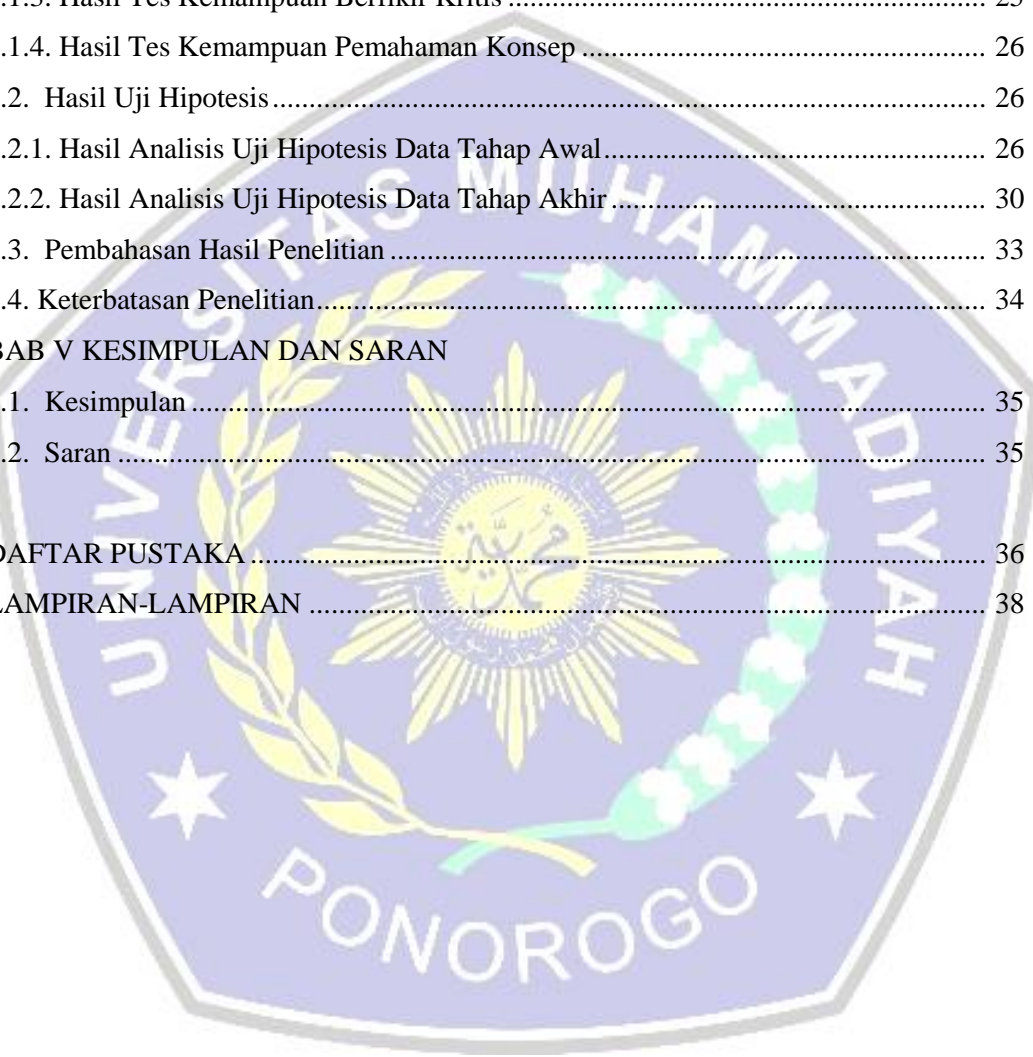 .1.3. Hasil Tes Kemampuan Berfikir Kritis ........ 25
.1.4. Hasil Tes Kemampuan Pemahaman Konsep ........ 26
.2. Hasil Uji Hipotesis ........ 26
.2.1. Hasil Analisis Uji Hipotesis Data Tahap Awal ........ 26
.2.2. Hasil Analisis Uji Hipotesis Data Tahap Akhir ........ 30
.3. Pembahasan Hasil Penelitian ........ 33
.4. Keterbatasan Penelitian ........ 34
BAB V KESIMPULAN DAN SARAN
.1. Kesimpulan ........ 35
.2. Saran ........ 35
DAFTAR PUSTAKA ........ 36
LAMPIRAN-LAMPIRAN ........ 38
UNIVERSITAS MUHAMMADIYAH
PONOROGO